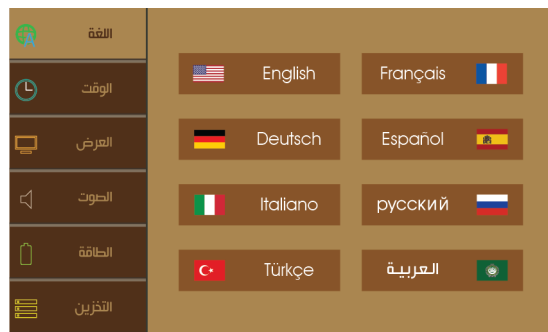 اللغة
الوقت
العرض
الصوت
الطاقة
التخزين
English
Français
Deutsch
Español
Italiano
русский
Türkçe
العربية